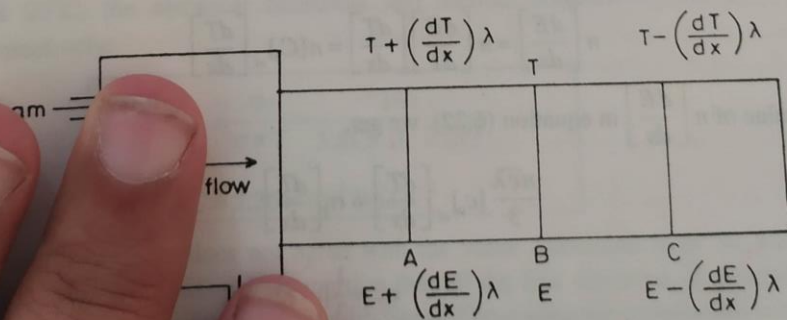 T + (dT/dx) λ
T - (dT/dx) λ
T
flow
A
B
C
E + (dE/dx) λ
E
E - (dE/dx) λ